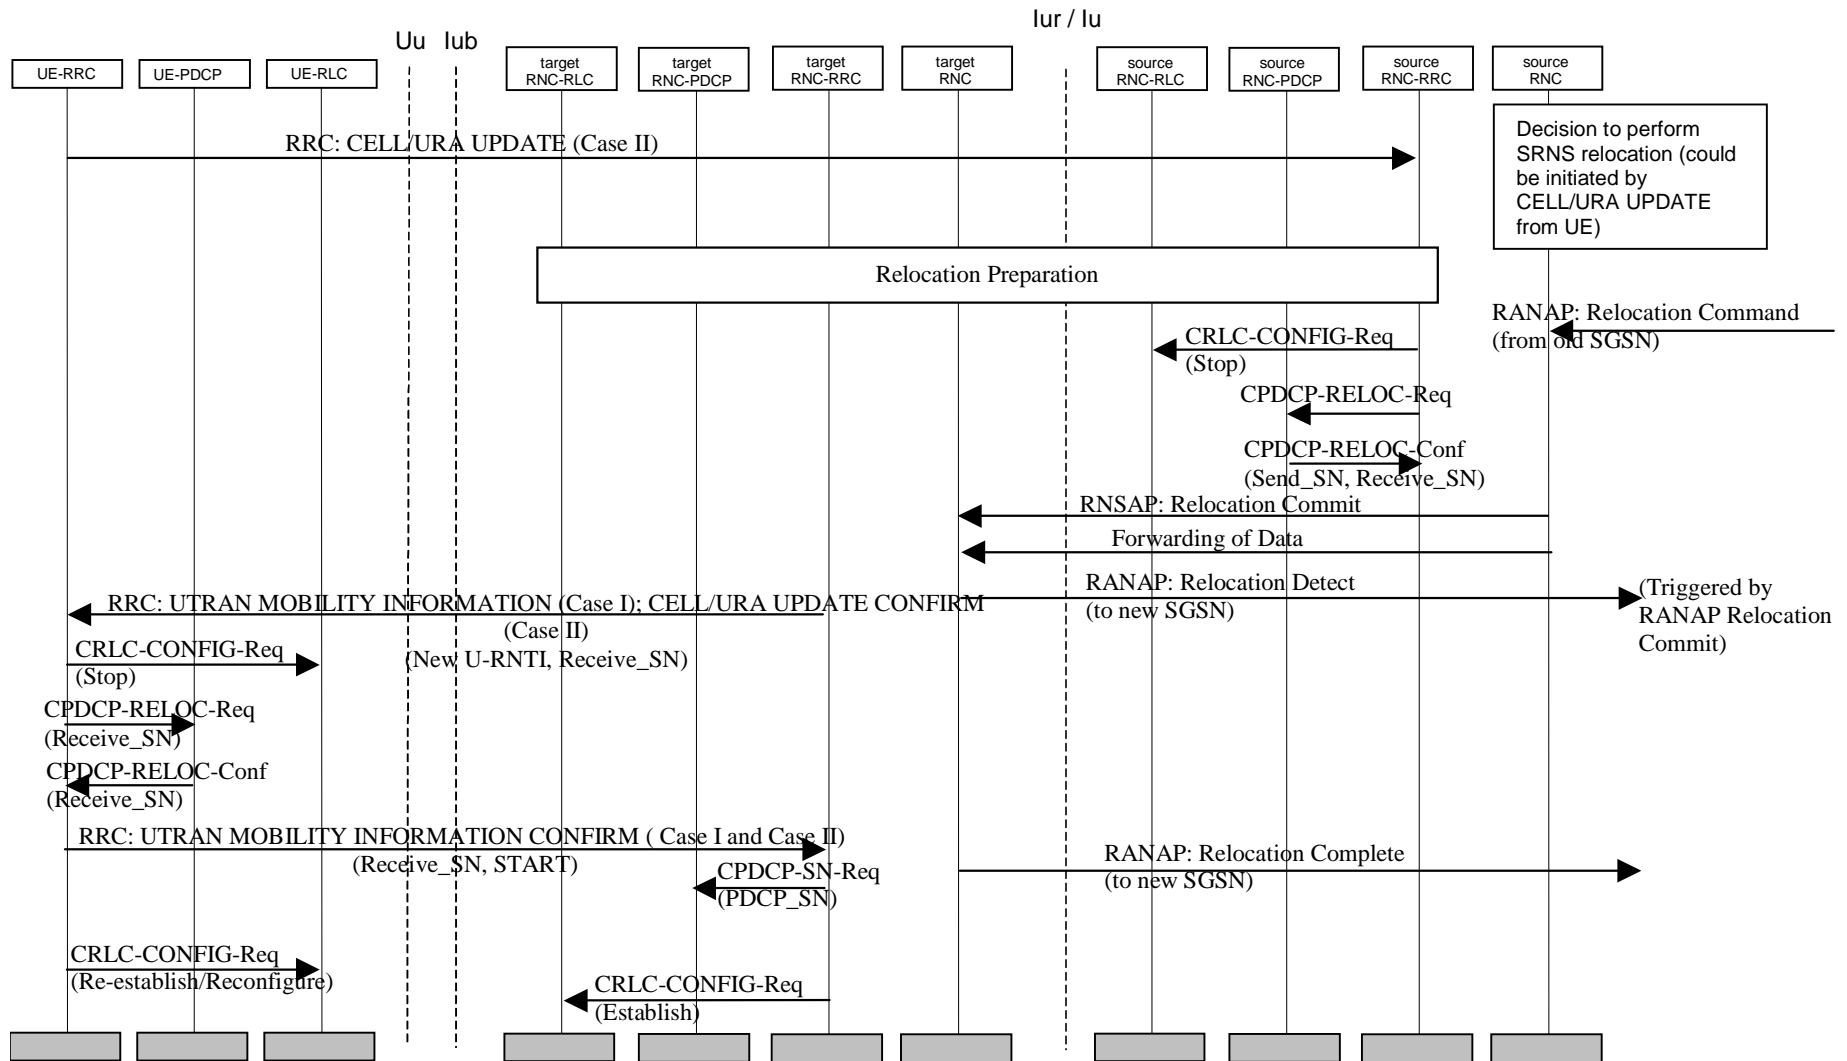 Iur / Iu
Uu
Iub
UE-RRC
UE-PDCP
UE-RLC
target
RNC-RLC
target
RNC-PDCP
target
RNC-RRC
target
RNC
source
RNC-RLC
source
RNC-PDCP
source
RNC-RRC
source
RNC
Decision to perform
SRNS relocation (could
be initiated by
CELL/URA UPDATE
from UE)
RRC: CELL/URA UPDATE (Case II)
Relocation Preparation
RANAP: Relocation Command
(from old SGSN)
CRLC-CONFIG-Req
(Stop)
CPDCP-RELOC-Req
CPDCP-RELOC-Conf
(Send_SN, Receive_SN)
RNSAP: Relocation Commit
Forwarding of Data
RANAP: Relocation Detect
(to new SGSN)
(Triggered by
RANAP Relocation
Commit)
RRC: UTRAN MOBILITY INFORMATION (Case I); CELL/URA UPDATE CONFIRM
(Case II)
(New U-RNTI, Receive_SN)
CRLC-CONFIG-Req
(Stop)
CPDCP-RELOC-Req
(Receive_SN)
CPDCP-RELOC-Conf
(Receive_SN)
RRC: UTRAN MOBILITY INFORMATION CONFIRM ( Case I and Case II)
(Receive_SN, START)
RANAP: Relocation Complete
(to new SGSN)
CPDCP-SN-Req
(PDCP_SN)
CRLC-CONFIG-Req
(Re-establish/Reconfigure)
CRLC-CONFIG-Req
(Establish)